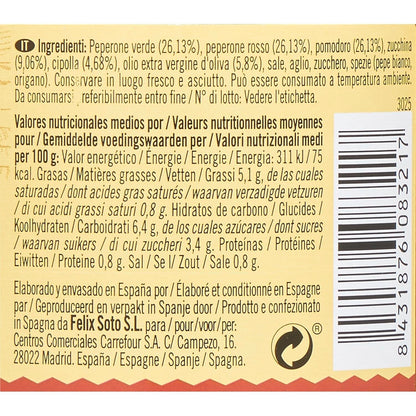 IT Ingredienti: Peperone verde (26,13%), peperone rosso (26,13%), pomodoro (26,13%), zucchina
(9,06%), cipolla (4,68%), olio extra vergine d'oliva (5,8%), sale, aglio, zucchero, spezie (pepe bianco,
origano). Conservare in luogo fresco e asciutto. Può essere consumato a temperatura ambiente.
Da consumarsi referibilmente entro fine / N° di lotto: Vedere l'etichetta.
3025
Valores nutricionales medios por / Valeurs nutritionnelles moyennes
pour / Gemiddelde voedingswaarden per / Valori nutrizionali medi
per 100 g: Valor energético / Énergie / Energie / Energia: 311 kJ / 75
kcal. Grasas / Matières grasses / Vetten / Grassi 5,1 g, de las cuales
saturadas / dont acides gras saturés / waarvan verzadigde vetzuren
/ di cui acidi grassi saturi 0,8 g. Hidratos de carbono / Glucides /
Koolhydraten / Carboidrati 6,4 g, de los cuales azúcares / dont sucres
/ waarvan suikers / di cui zuccheri 3,4 g. Proteínas / Protéines /
Eiwitten / Proteine 0,8 g. Sal / Sel / Zout / Sale 0,8 g.
Elaborado y envasado en España por / Élaboré et conditionné en Espagne
par / Geproduceerd en verpakt in Spanje door / Prodotto e confezionato
in Spagna da Felix Soto S.L. para / pour / voor / per:
Centros Comerciales Carrefour S.A. C/ Campezo, 16.
28022 Madrid. España / Espagne / Spanje / Spagna.
®
8 431876 083217